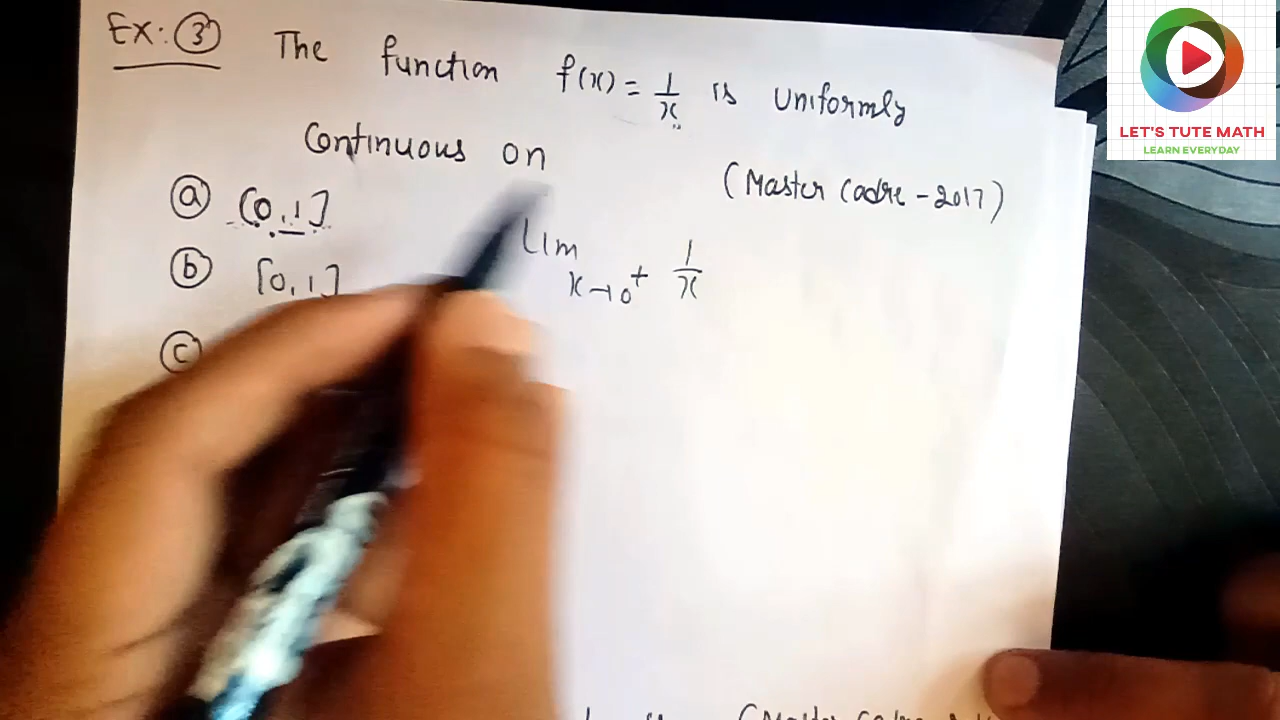 Ex: ③ The function f(x) = 1/x is uniformly
Continuous on
(Master Cadre - 2017)
ⓐ (0, 1]
ⓑ [0, 1]
ⓒ
Lim x→0+ 1/x
LET'S TUTE MATH
LEARN EVERYDAY
(Master